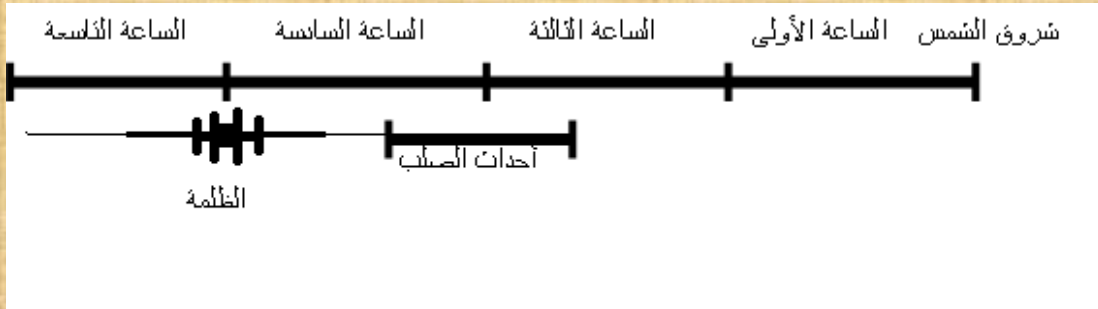 شروق الشمس الساعة الأولى الساعة الثالثة الساعة السادسة الساعة التاسعة
أحداث الصلب
الظلمة